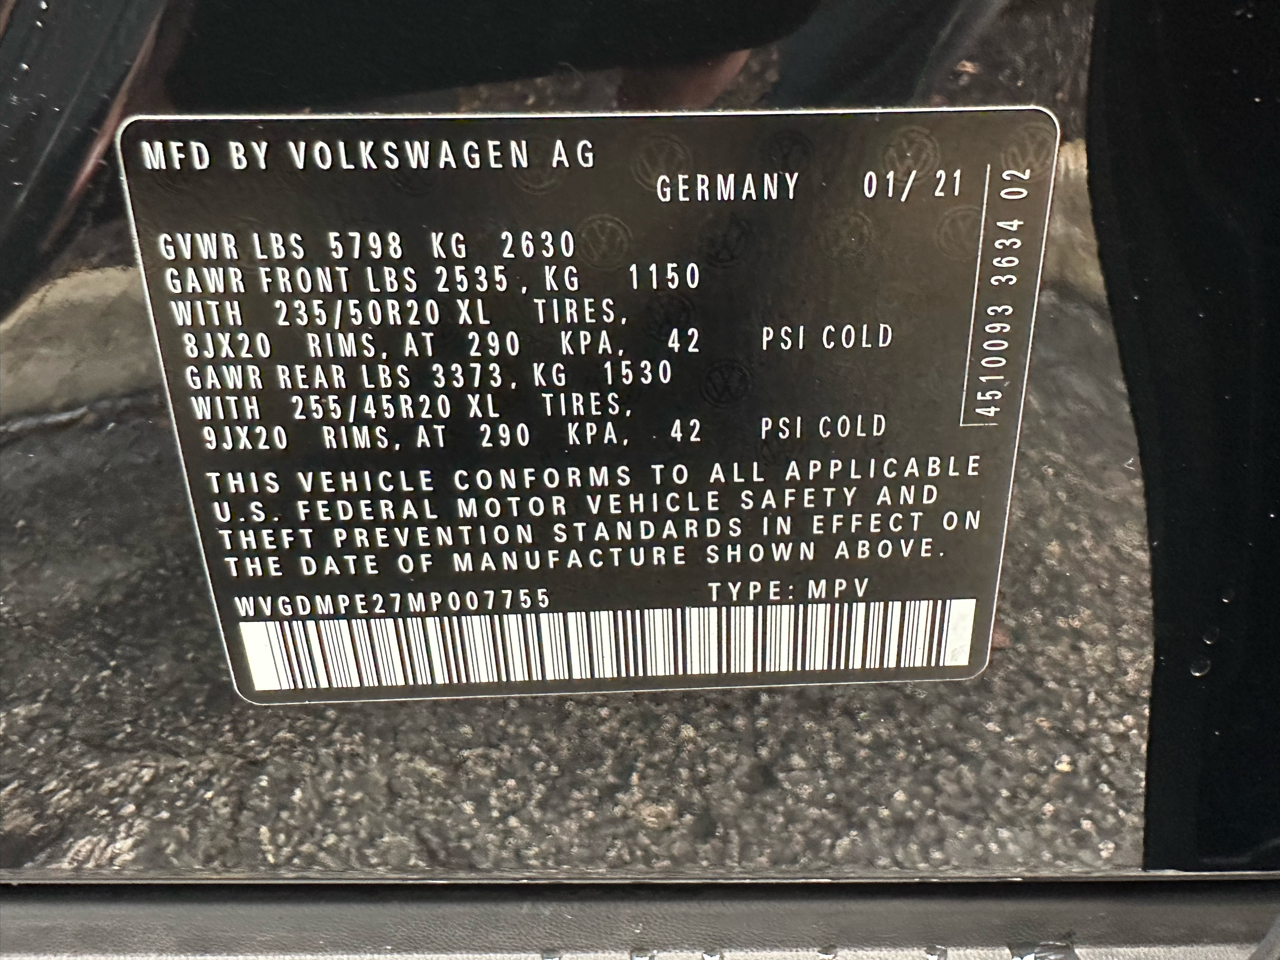 MFD BY VOLKSWAGEN AG
GERMANY 01/ 21
4510093 3634 02
GVWR LBS 5798 KG 2630
GAWR FRONT LBS 2535, KG 1150
WITH 235/50R20 XL TIRES,
8JX20 RIMS, AT 290 KPA, 42 PSI COLD
GAWR REAR LBS 3373, KG 1530
WITH 255/45R20 XL TIRES,
9JX20 RIMS, AT 290 KPA, 42 PSI COLD
THIS VEHICLE CONFORMS TO ALL APPLICABLE
U.S. FEDERAL MOTOR VEHICLE SAFETY AND
THEFT PREVENTION STANDARDS IN EFFECT ON
THE DATE OF MANUFACTURE SHOWN ABOVE.
WVGDMPE27MP007755 TYPE: MPV